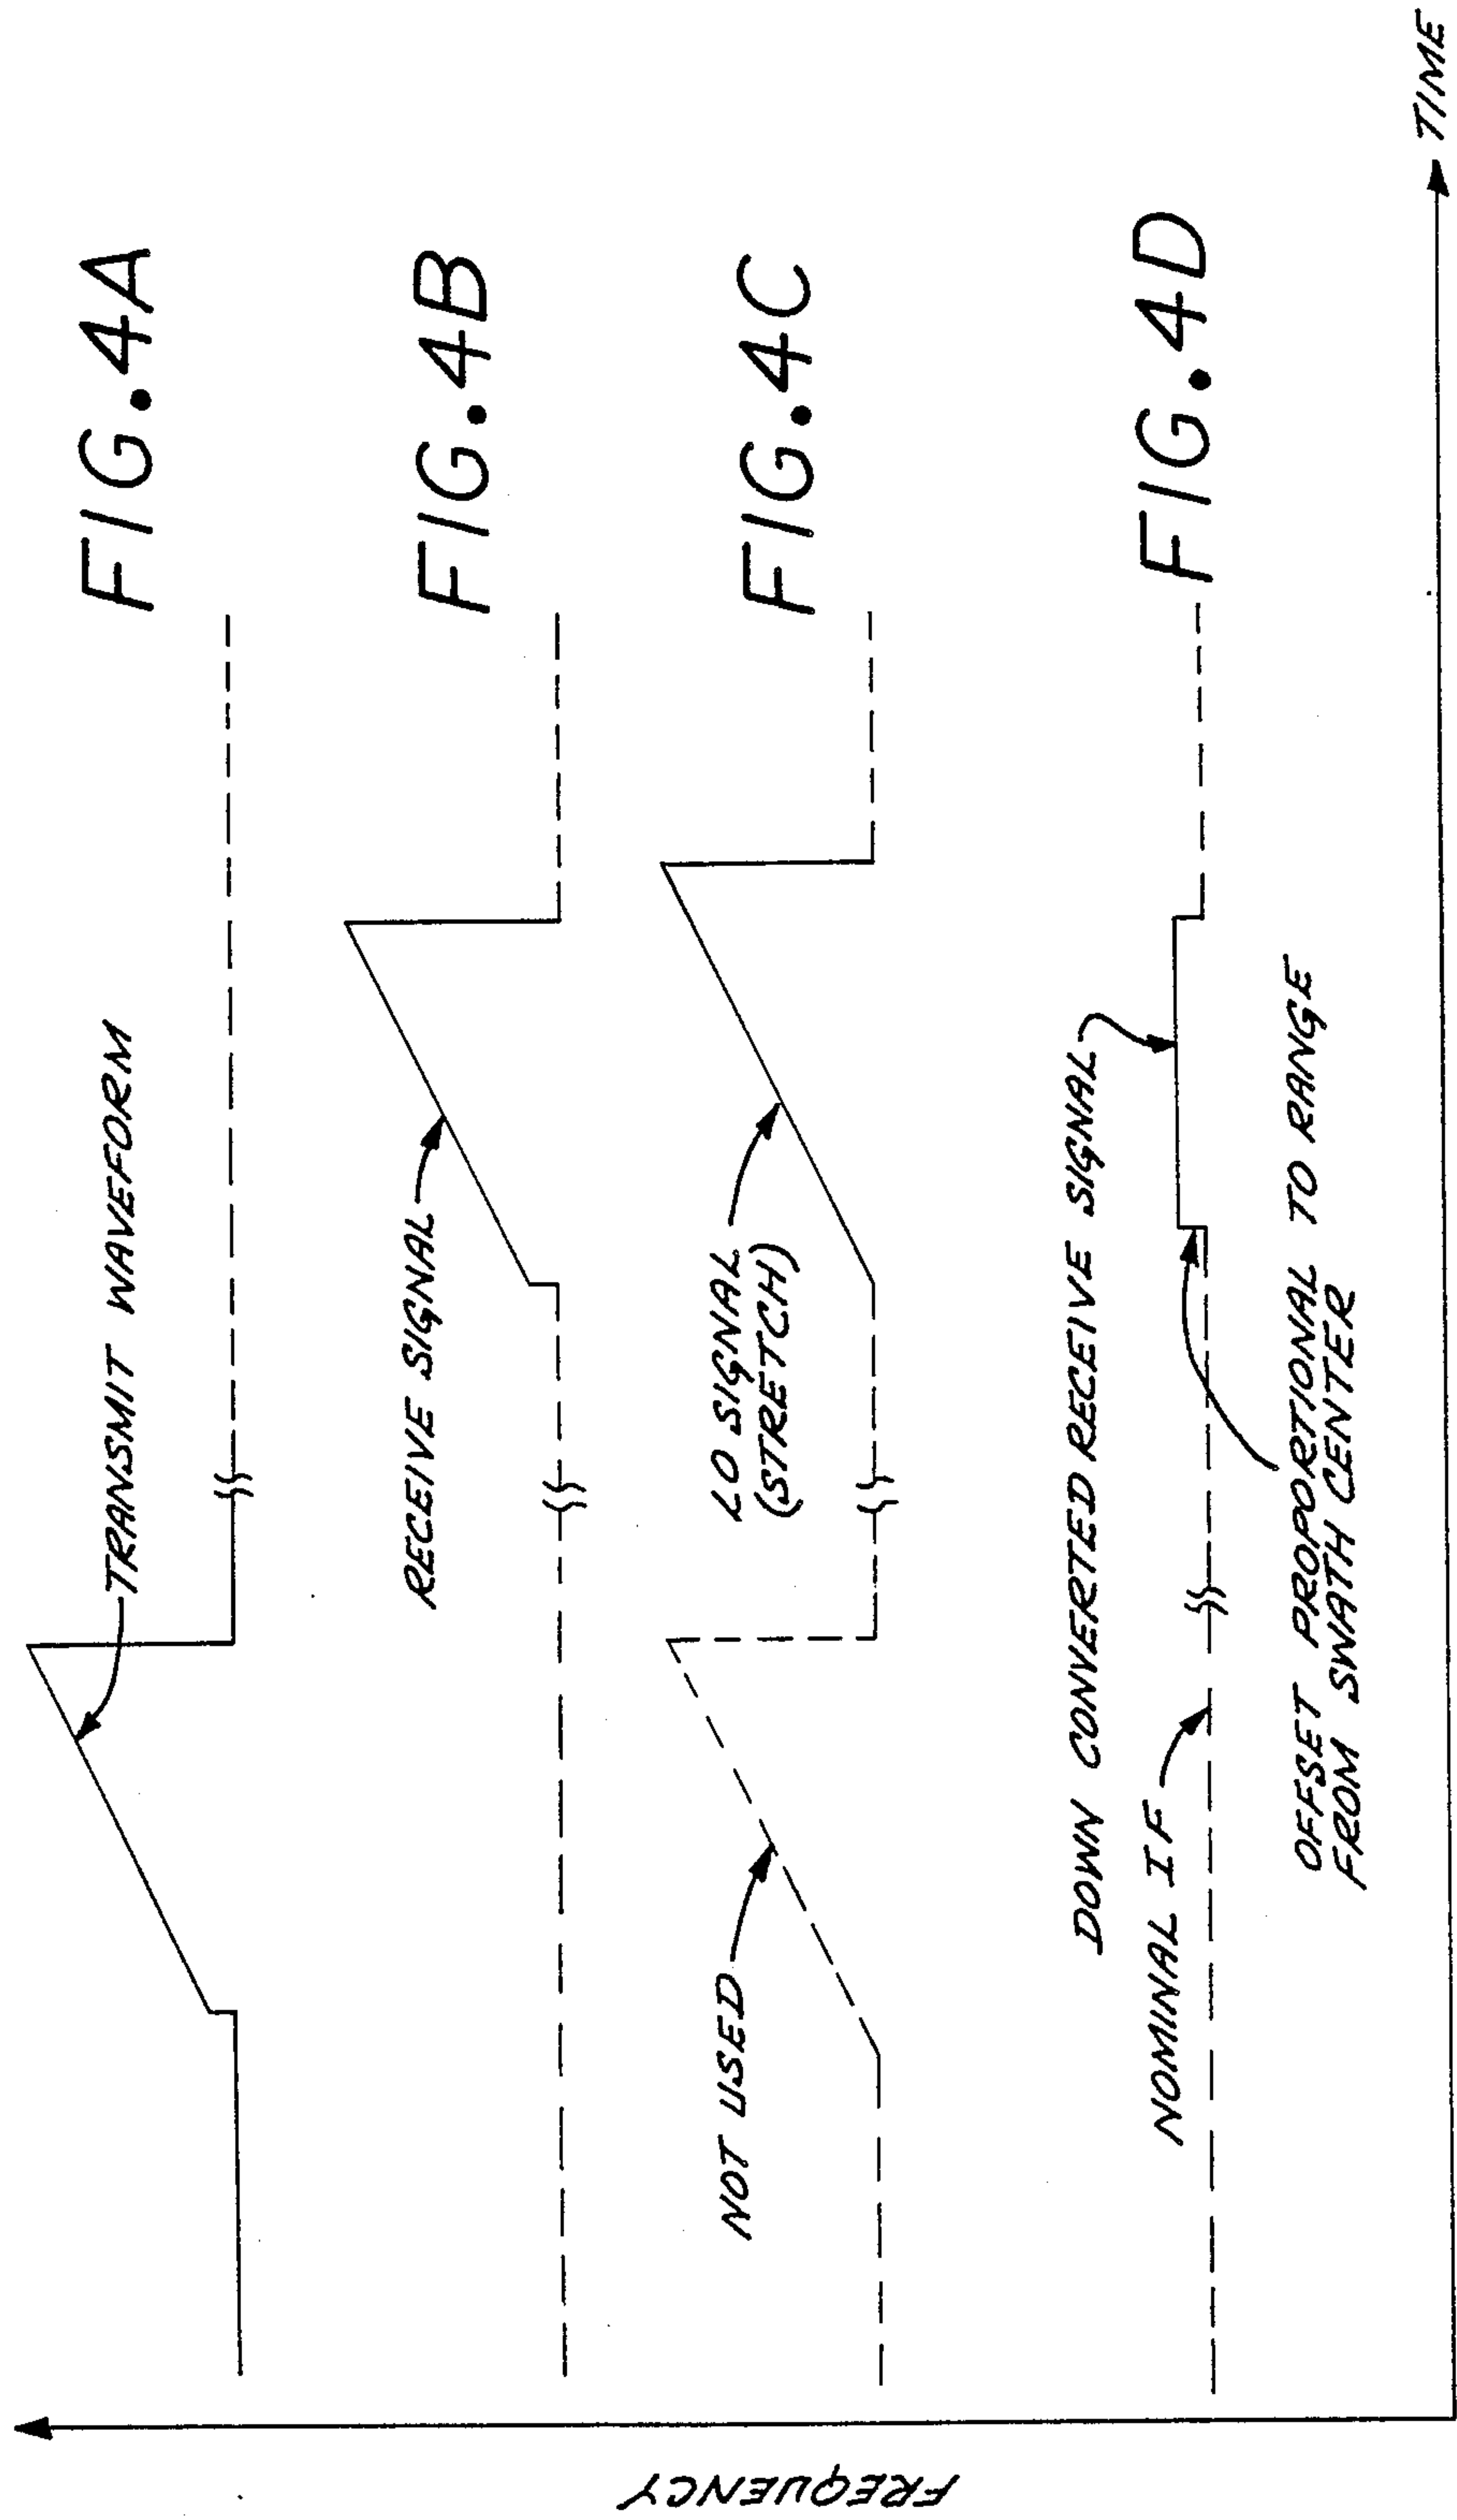 FIG. 4A
TRANSMIT WAVEFORM
FIG. 4B
RECEIVE SIGNAL
FIG. 4C
LO SIGNAL
(STRETCH)
NOT USED
FIG. 4D
DOWN CONVERTED RECEIVE SIGNAL
NOMINAL IF
OFFSET PROPORTIONAL TO RANGE
FROM SWATH CENTER
FREQUENCY
TIME